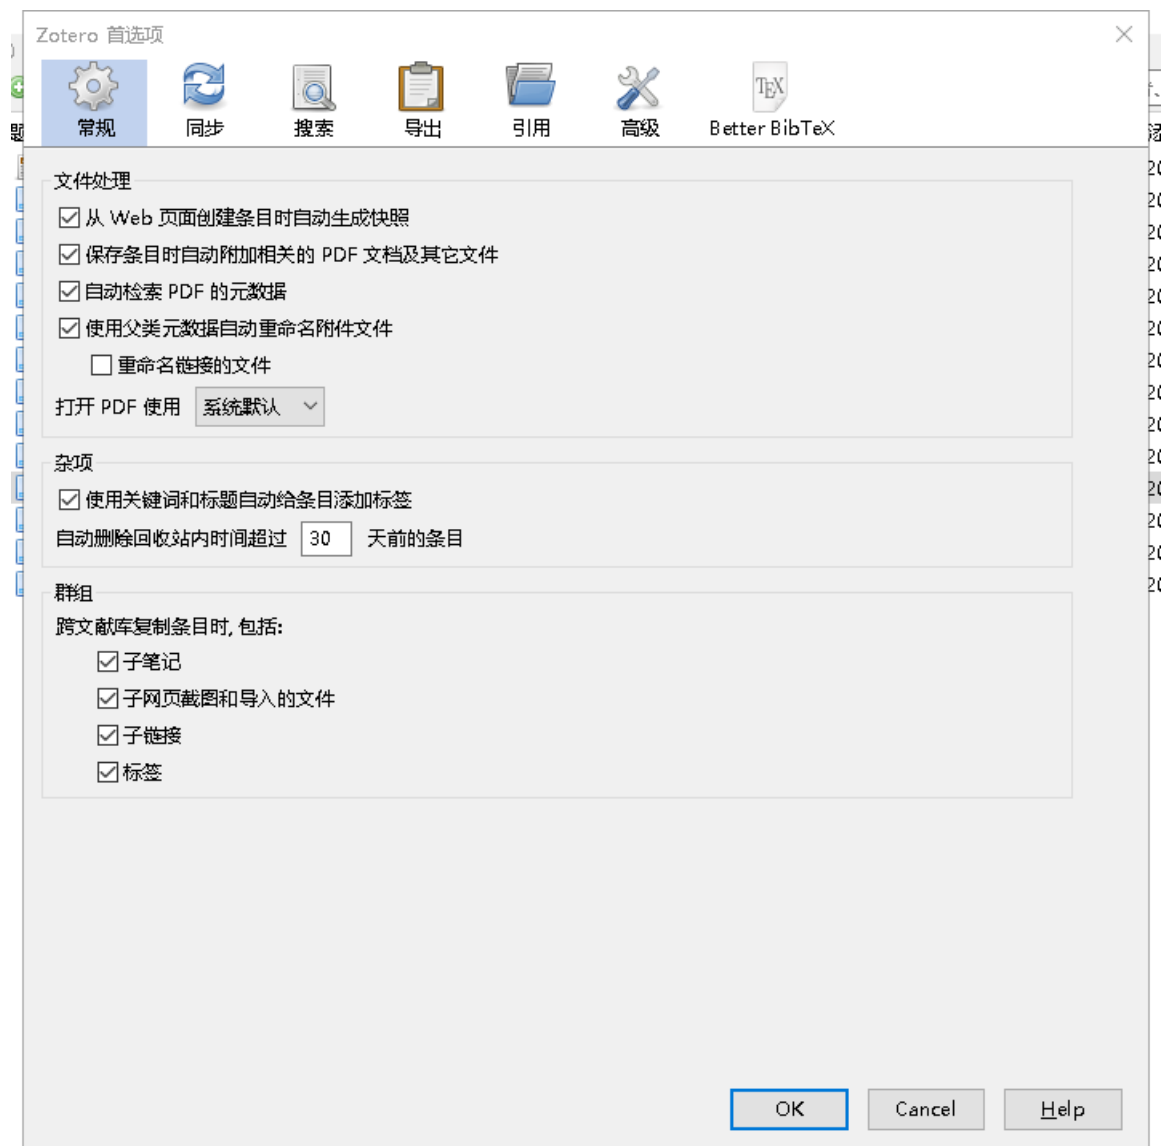 Zotero 首选项
常规 同步 搜索 导出 引用 高级 TEX Better BibTeX
文件处理
从 Web 页面创建条目时自动生成快照
保存条目时自动附加相关的 PDF 文档及其它文件
自动检索 PDF 的元数据
使用父类元数据自动重命名附件文件
重命名链接的文件
打开 PDF 使用 系统默认
杂项
使用关键词和标题自动给条目添加标签
自动删除回收站内时间超过 30 天前的条目
群组
跨文献库复制条目时, 包括:
子笔记
子网页截图和导入的文件
子链接
标签
OK Cancel Help